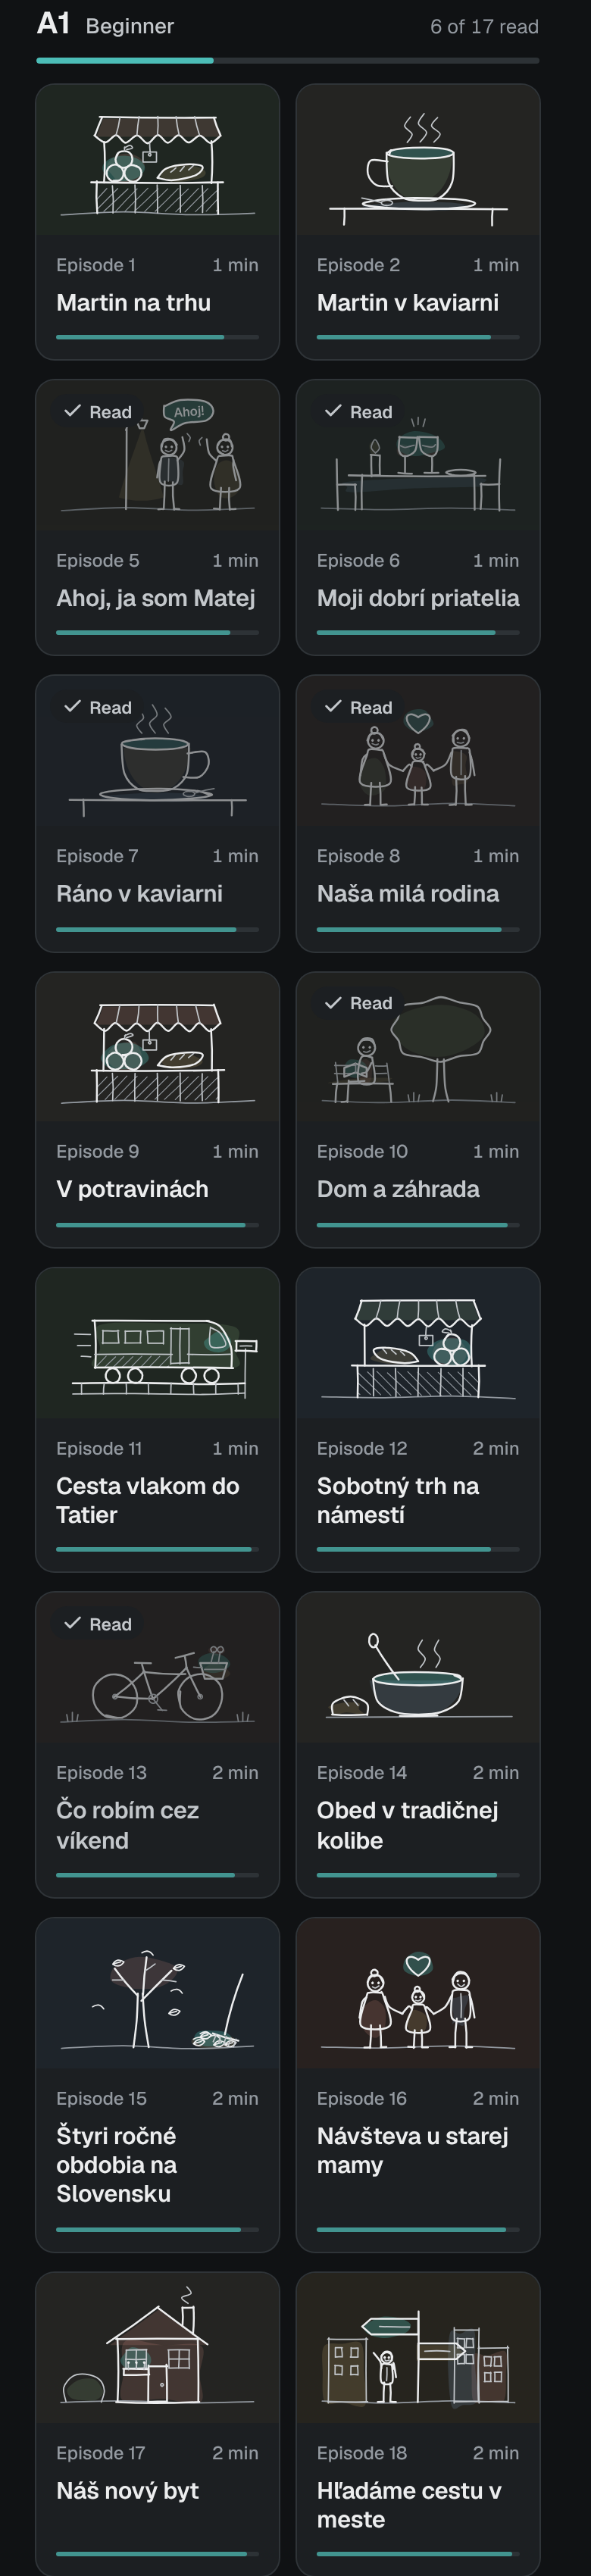 A1 Beginner 6 of 17 read
Episode 1 1 min
Martin na trhu
Episode 2 1 min
Martin v kaviarni
Read
Ahoj!
Episode 5 1 min
Ahoj, ja som Matej
Read
Episode 6 1 min
Moji dobrí priatelia
Read
Episode 7 1 min
Ráno v kaviarni
Read
Episode 8 1 min
Naša milá rodina
Episode 9 1 min
V potravinách
Read
Episode 10 1 min
Dom a záhrada
Episode 11 1 min
Cesta vlakom do
Tatier
Episode 12 2 min
Sobotný trh na
námestí
Read
Episode 13 2 min
Čo robím cez
víkend
Episode 14 2 min
Obed v tradičnej
kolibe
Episode 15 2 min
Štyri ročné
obdobia na
Slovensku
Episode 16 2 min
Návšteva u starej
mamy
Episode 17 2 min
Náš nový byt
Episode 18 2 min
Hľadáme cestu v
meste